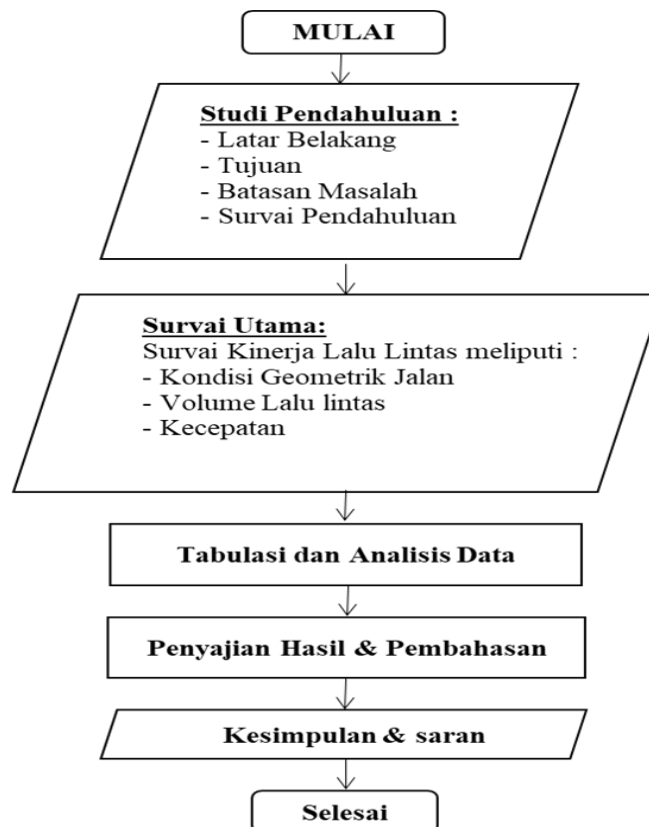 MULAI
Studi Pendahuluan :
- Latar Belakang
- Tujuan
- Batasan Masalah
- Survai Pendahuluan
Survai Utama:
Survai Kinerja Lalu Lintas meliputi :
- Kondisi Geometrik Jalan
- Volume Lalu lintas
- Kecepatan
Tabulasi dan Analisis Data
Penyajian Hasil & Pembahasan
Kesimpulan & saran
Selesai